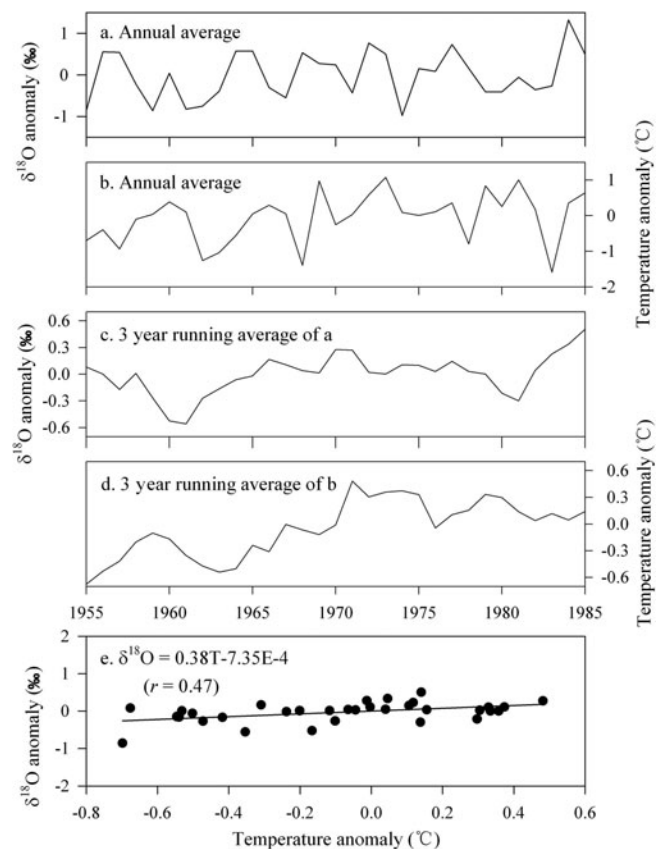 a. Annual average
1
0
-1
δ18O anomaly (‰)
b. Annual average
1
0
-1
-2
Temperature anomaly (℃)
c. 3 year running average of a
0.6
0.3
0.0
-0.3
-0.6
δ18O anomaly (‰)
d. 3 year running average of b
0.6
0.3
0.0
-0.3
-0.6
Temperature anomaly (℃)
1955 1960 1965 1970 1975 1980 1985
e. δ18O = 0.38T-7.35E-4
(r = 0.47)
2
1
0
-1
-2
δ18O anomaly (‰)
-0.8 -0.6 -0.4 -0.2 0.0 0.2 0.4 0.6
Temperature anomaly (℃)